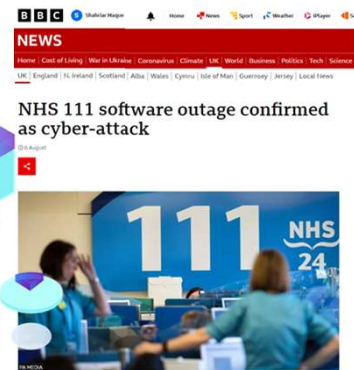 BBC S Shahriar Haque Home News Sport Weather iPlayer
NEWS
Home Cost of Living War in Ukraine Coronavirus Climate UK World Business Politics Tech Science
UK England N. Ireland Scotland Alba Wales Cymru Isle of Man Guernsey Jersey Local News
NHS 111 software outage confirmed
as cyber-attack
6 August
111
NHS
24
PA MEDIA